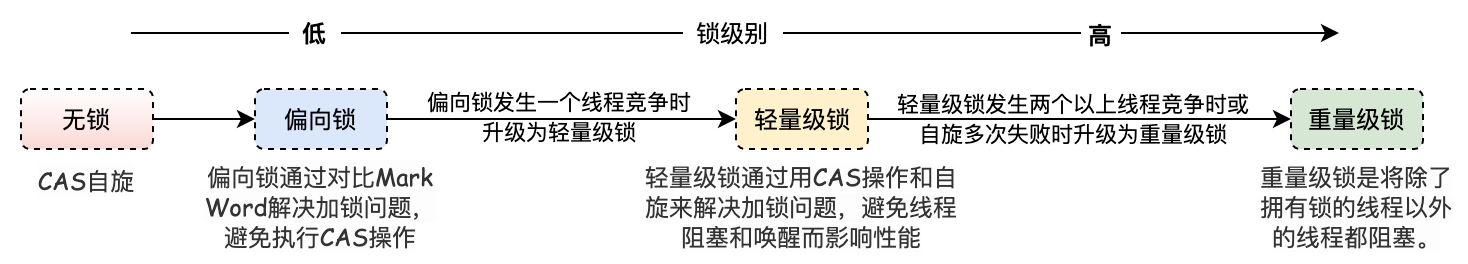 低 锁级别 高
无锁
偏向锁
偏向锁发生一个线程竞争时
升级为轻量级锁
轻量级锁
轻量级锁发生两个以上线程竞争时或
自旋多次失败时升级为重量级锁
重量级锁
CAS自旋
偏向锁通过对比Mark
Word解决加锁问题，
避免执行CAS操作
轻量级锁通过用CAS操作和自
旋来解决加锁问题，避免线程
阻塞和唤醒而影响性能
重量级锁是将除了
拥有锁的线程以外
的线程都阻塞。